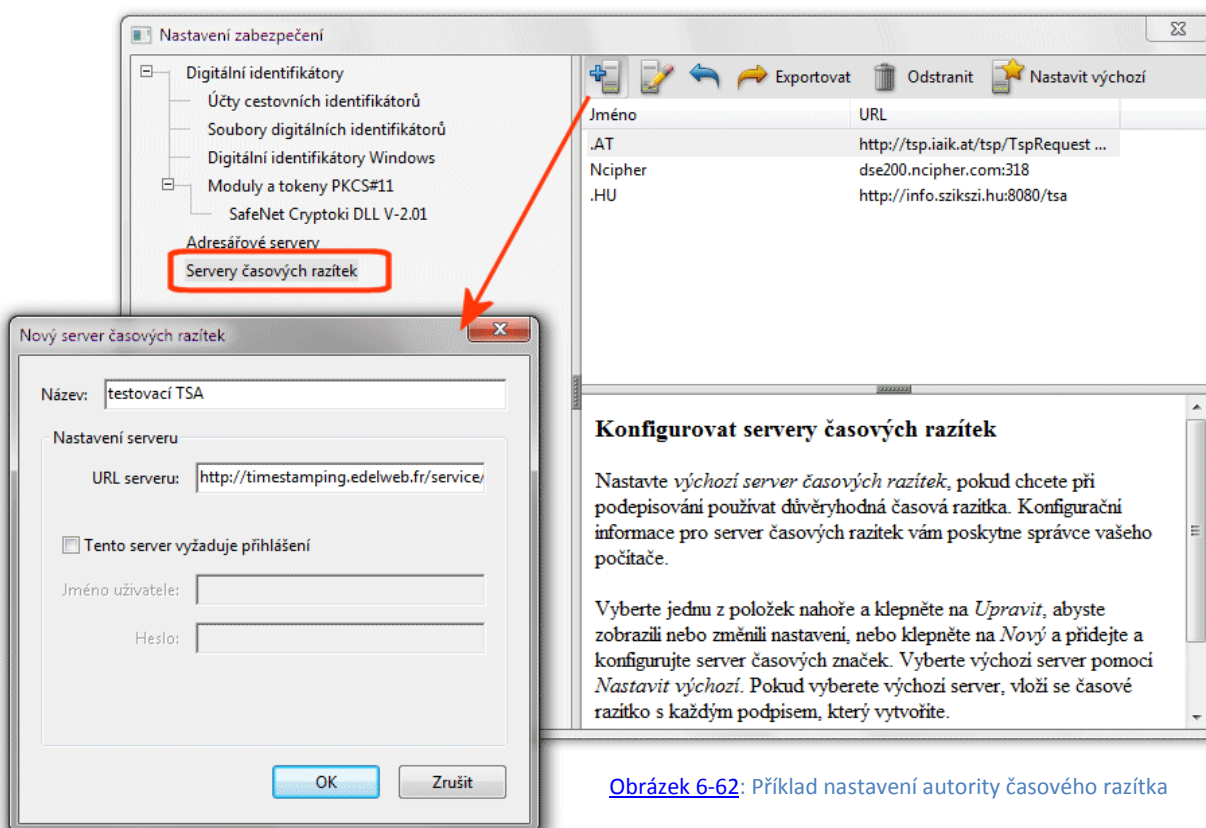 Nastavení zabezpečení
Digitální identifikátory
Účty cestovních identifikátorů
Soubory digitálních identifikátorů
Digitální identifikátory Windows
Moduly a tokeny PKCS#11
SafeNet Cryptoki DLL V-2.01
Adresářové servery
Servery časových razítek
Exportovat Odstranit Nastavit výchozí
Jméno URL
.AT http://tsp.iaik.at/tsp/TspRequest ...
Ncipher dse200.ncipher.com:318
.HU http://info.szikszi.hu:8080/tsa
Konfigurovat servery časových razítek
Nastavte výchozí server časových razítek, pokud chcete při
podepisování používat důvěryhodná časová razítka. Konfigurační
informace pro server časových razítek vám poskytne správce vašeho
počítače.
Vyberte jednu z položek nahoře a klepněte na Upravit, abyste
zobrazili nebo změnili nastavení, nebo klepněte na Nový a přidejte a
konfigurujte server časových značek. Vyberte výchozí server pomocí
Nastavit výchozí. Pokud vyberete výchozí server, vloží se časové
razítko s každým podpisem, který vytvoříte.
Nový server časových razítek
Název: testovací TSA
Nastavení serveru
URL serveru: http://timestamping.edelweb.fr/service/
Tento server vyžaduje přihlášení
Jméno uživatele:
Heslo:
OK Zrušit
Obrázek 6-62: Příklad nastavení autority časového razítka